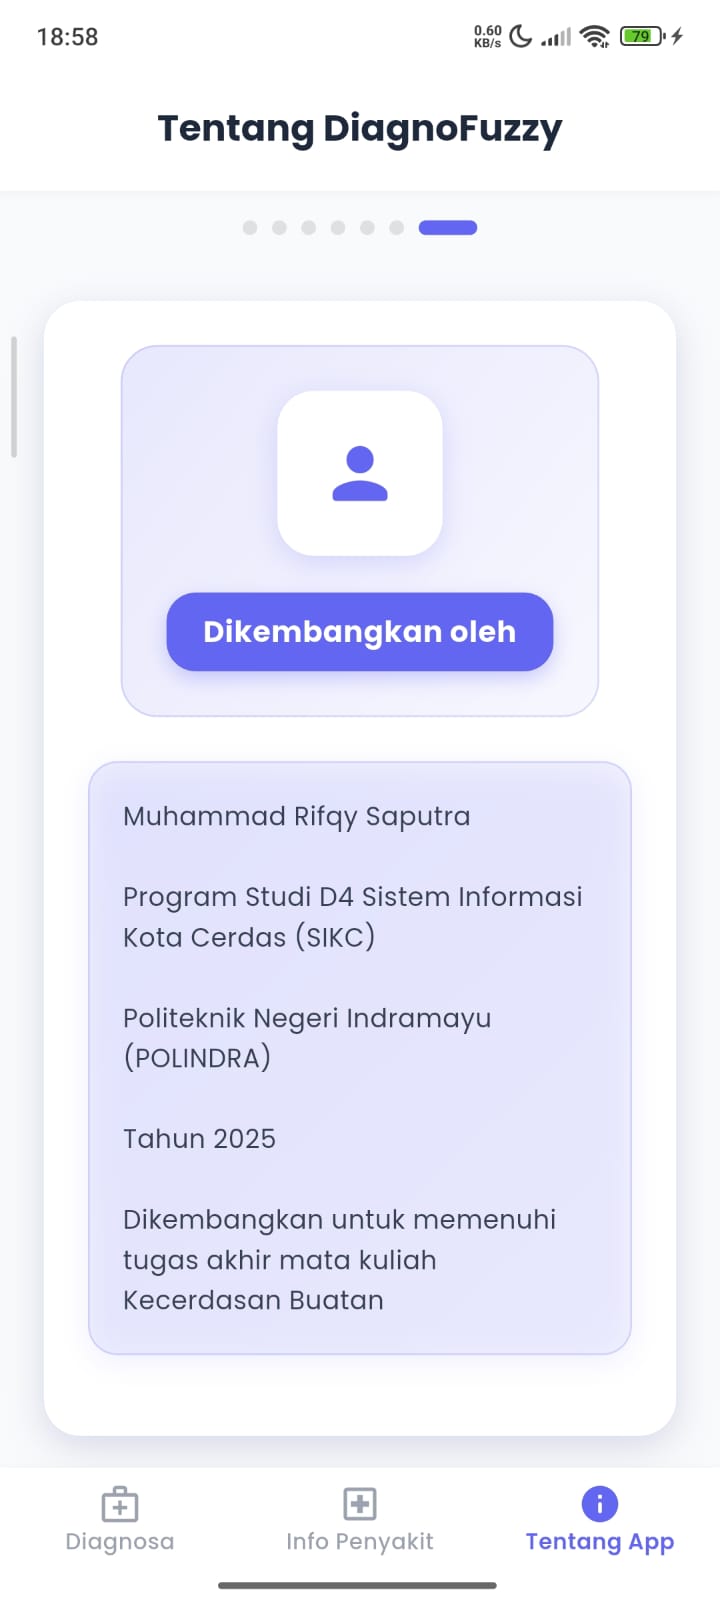 18:58
0.60
KB/s
79
Tentang DiagnoFuzzy
Dikembangkan oleh
Muhammad Rifqy Saputra
Program Studi D4 Sistem Informasi
Kota Cerdas (SIKC)
Politeknik Negeri Indramayu
(POLINDRA)
Tahun 2025
Dikembangkan untuk memenuhi
tugas akhir mata kuliah
Kecerdasan Buatan
Diagnosa
Info Penyakit
Tentang App